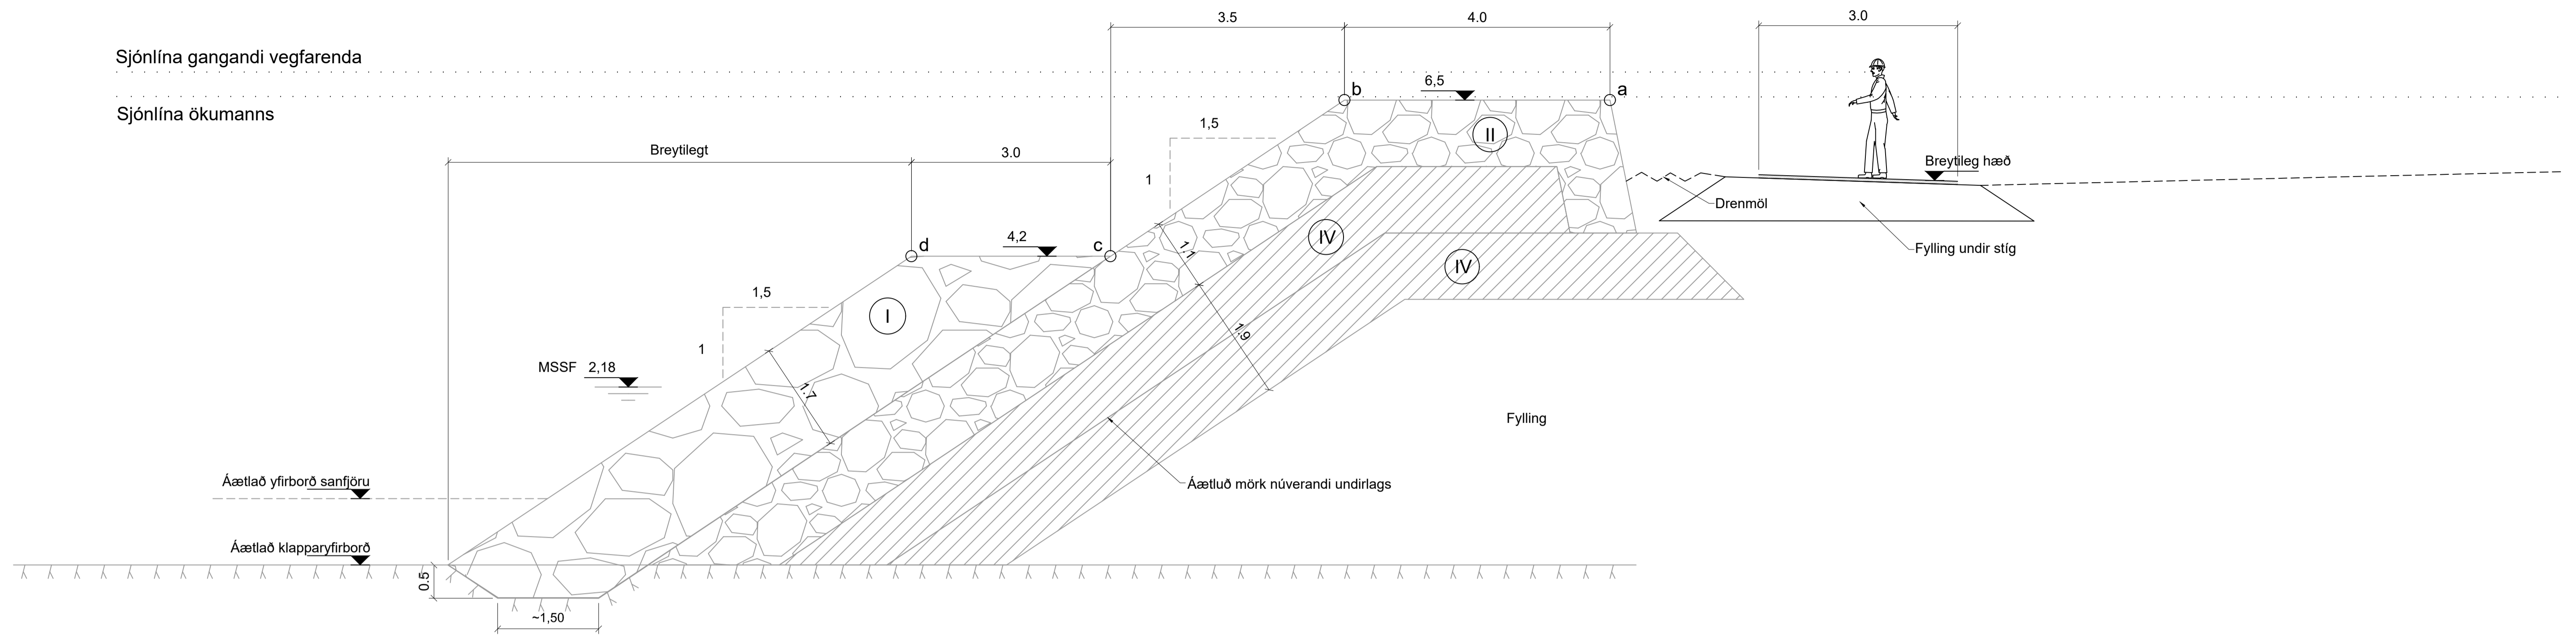 3.5
4.0
3.0
Sjónlína gangandi vegfarenda
b
6,5
a
Sjónlína ökumanns
1,5
II
Breytilegt
3.0
Breytileg hæð
1
Drenmöl
d
4,2
c
IV
1.1
Fylling undir stíg
IV
1,5
I
1
1.9
MSSF 2,18
1.7
Fylling
Áætlað yfirborð sanfjöru
Áætluð mörk núverandi undirlags
Áætlað klapparyfirborð
0.5
~1,50